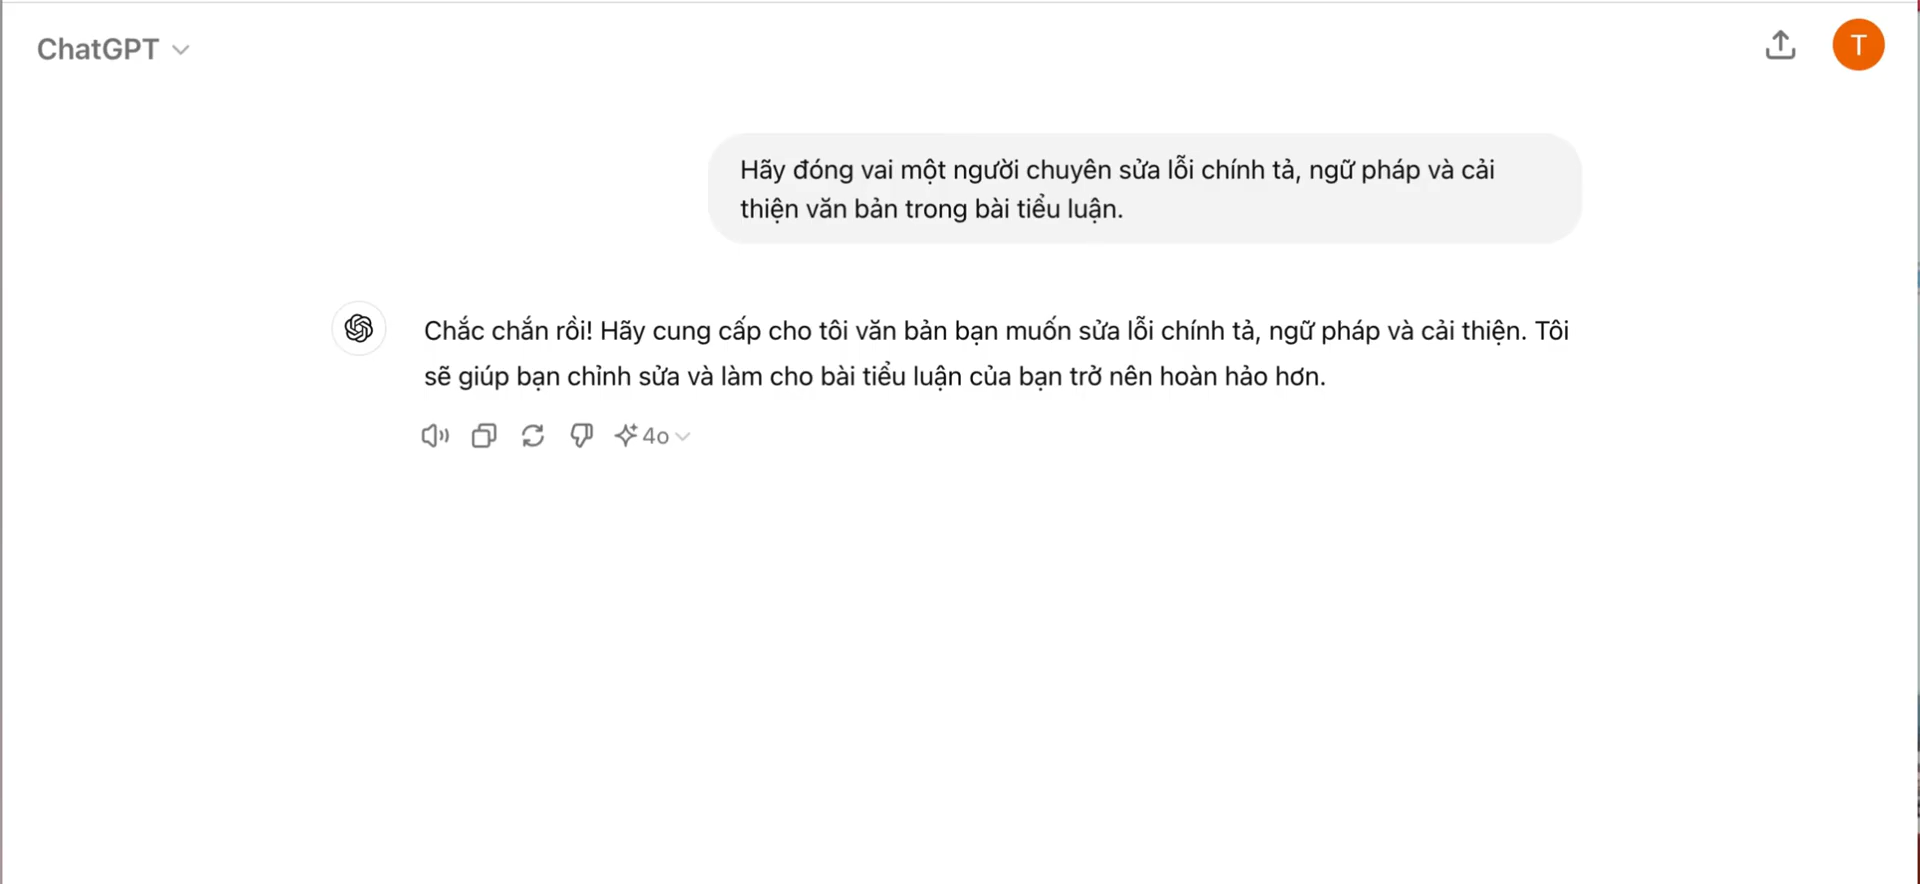 ChatGPT
T
Hãy đóng vai một người chuyên sửa lỗi chính tả, ngữ pháp và cải
thiện văn bản trong bài tiểu luận.
Chắc chắn rồi! Hãy cung cấp cho tôi văn bản bạn muốn sửa lỗi chính tả, ngữ pháp và cải thiện. Tôi
sẽ giúp bạn chỉnh sửa và làm cho bài tiểu luận của bạn trở nên hoàn hảo hơn.
4o